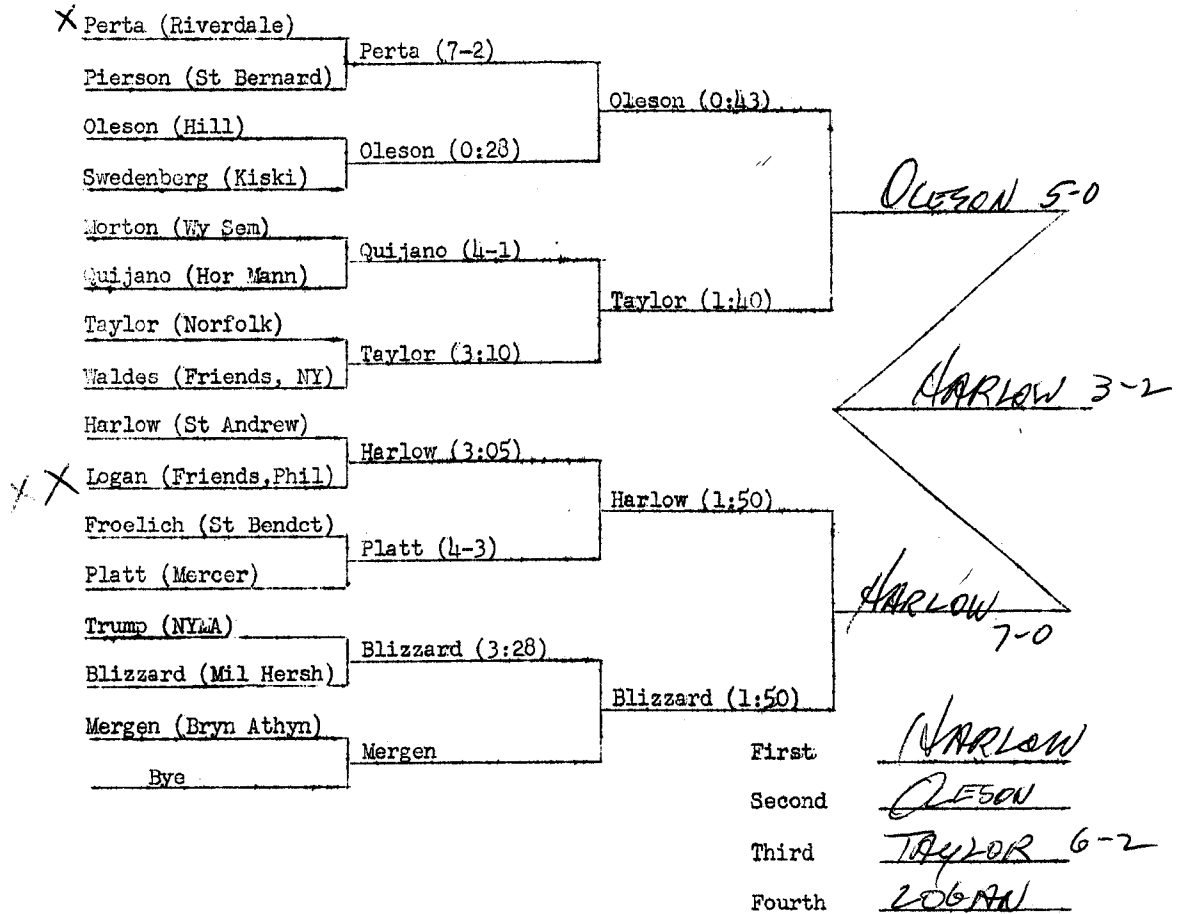 X Perta (Riverdale)
Perta (7-2)
Pierson (St Bernard)
Oleson (0:43)
Oleson (Hill)
Oleson (0:28)
Swedenberg (Kiski)
OLESON 5-0
Morton (Wy Sem)
Quijano (4-1)
Quijano (Hor Mann)
Taylor (1:40)
Taylor (Norfolk)
Taylor (3:10)
Waldes (Friends, NY)
HARLOW 3-2
Harlow (St Andrew)
Harlow (3:05)
X X Logan (Friends,Phil)
Harlow (1:50)
Froelich (St Bendct)
Platt (4-3)
Platt (Mercer)
HARLOW
7-0
Trump (NYMA)
Blizzard (3:28)
Blizzard (Mil Hersh)
Blizzard (1:50)
Mergen (Bryn Athyn)
Mergen
Bye
First HARLOW
Second OLESON
Third TAYLOR 6-2
Fourth LOGAN